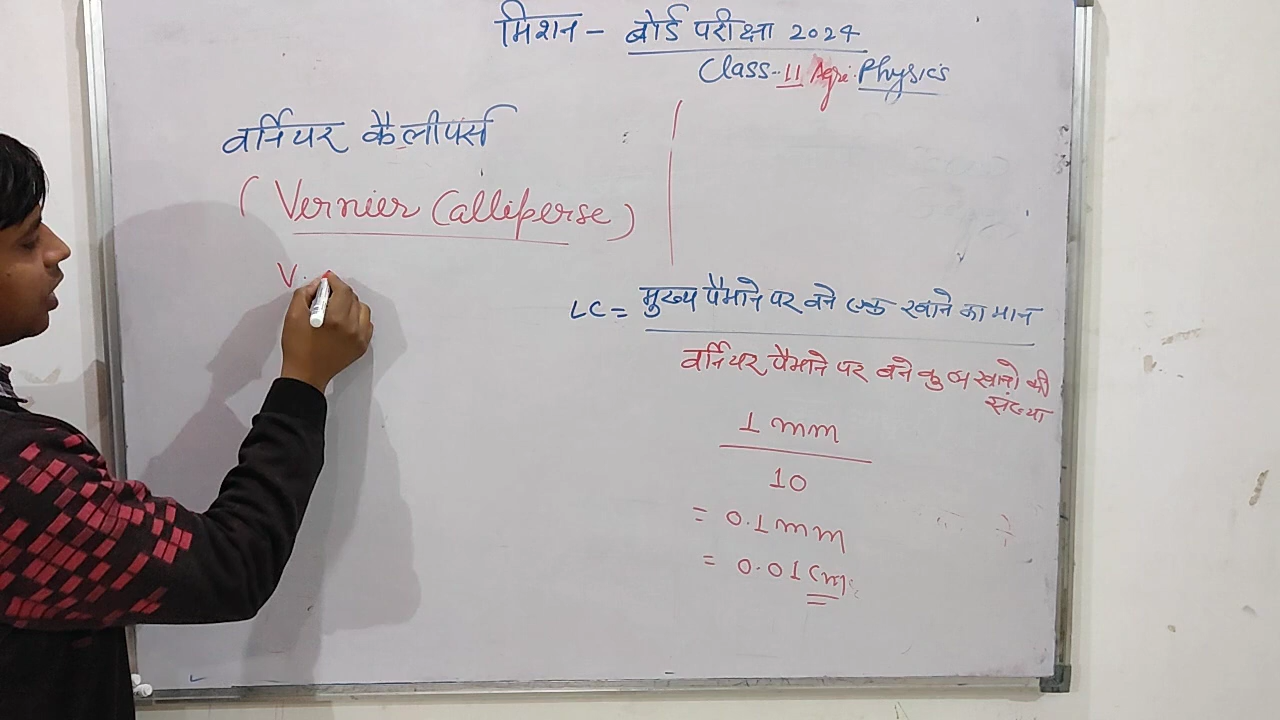 मिशन - बोर्ड परीक्षा 2024
Class-11 Agri. Physics
वर्नियर कैलीपर्स
( Vernier Calliperse )
V.
LC = मुख्य पैमाने पर बने एक खाने का मान
वर्नियर पैमाने पर बने कुल खानो की
संख्या
1 mm
10
= 0.1 mm
= 0.01 cm